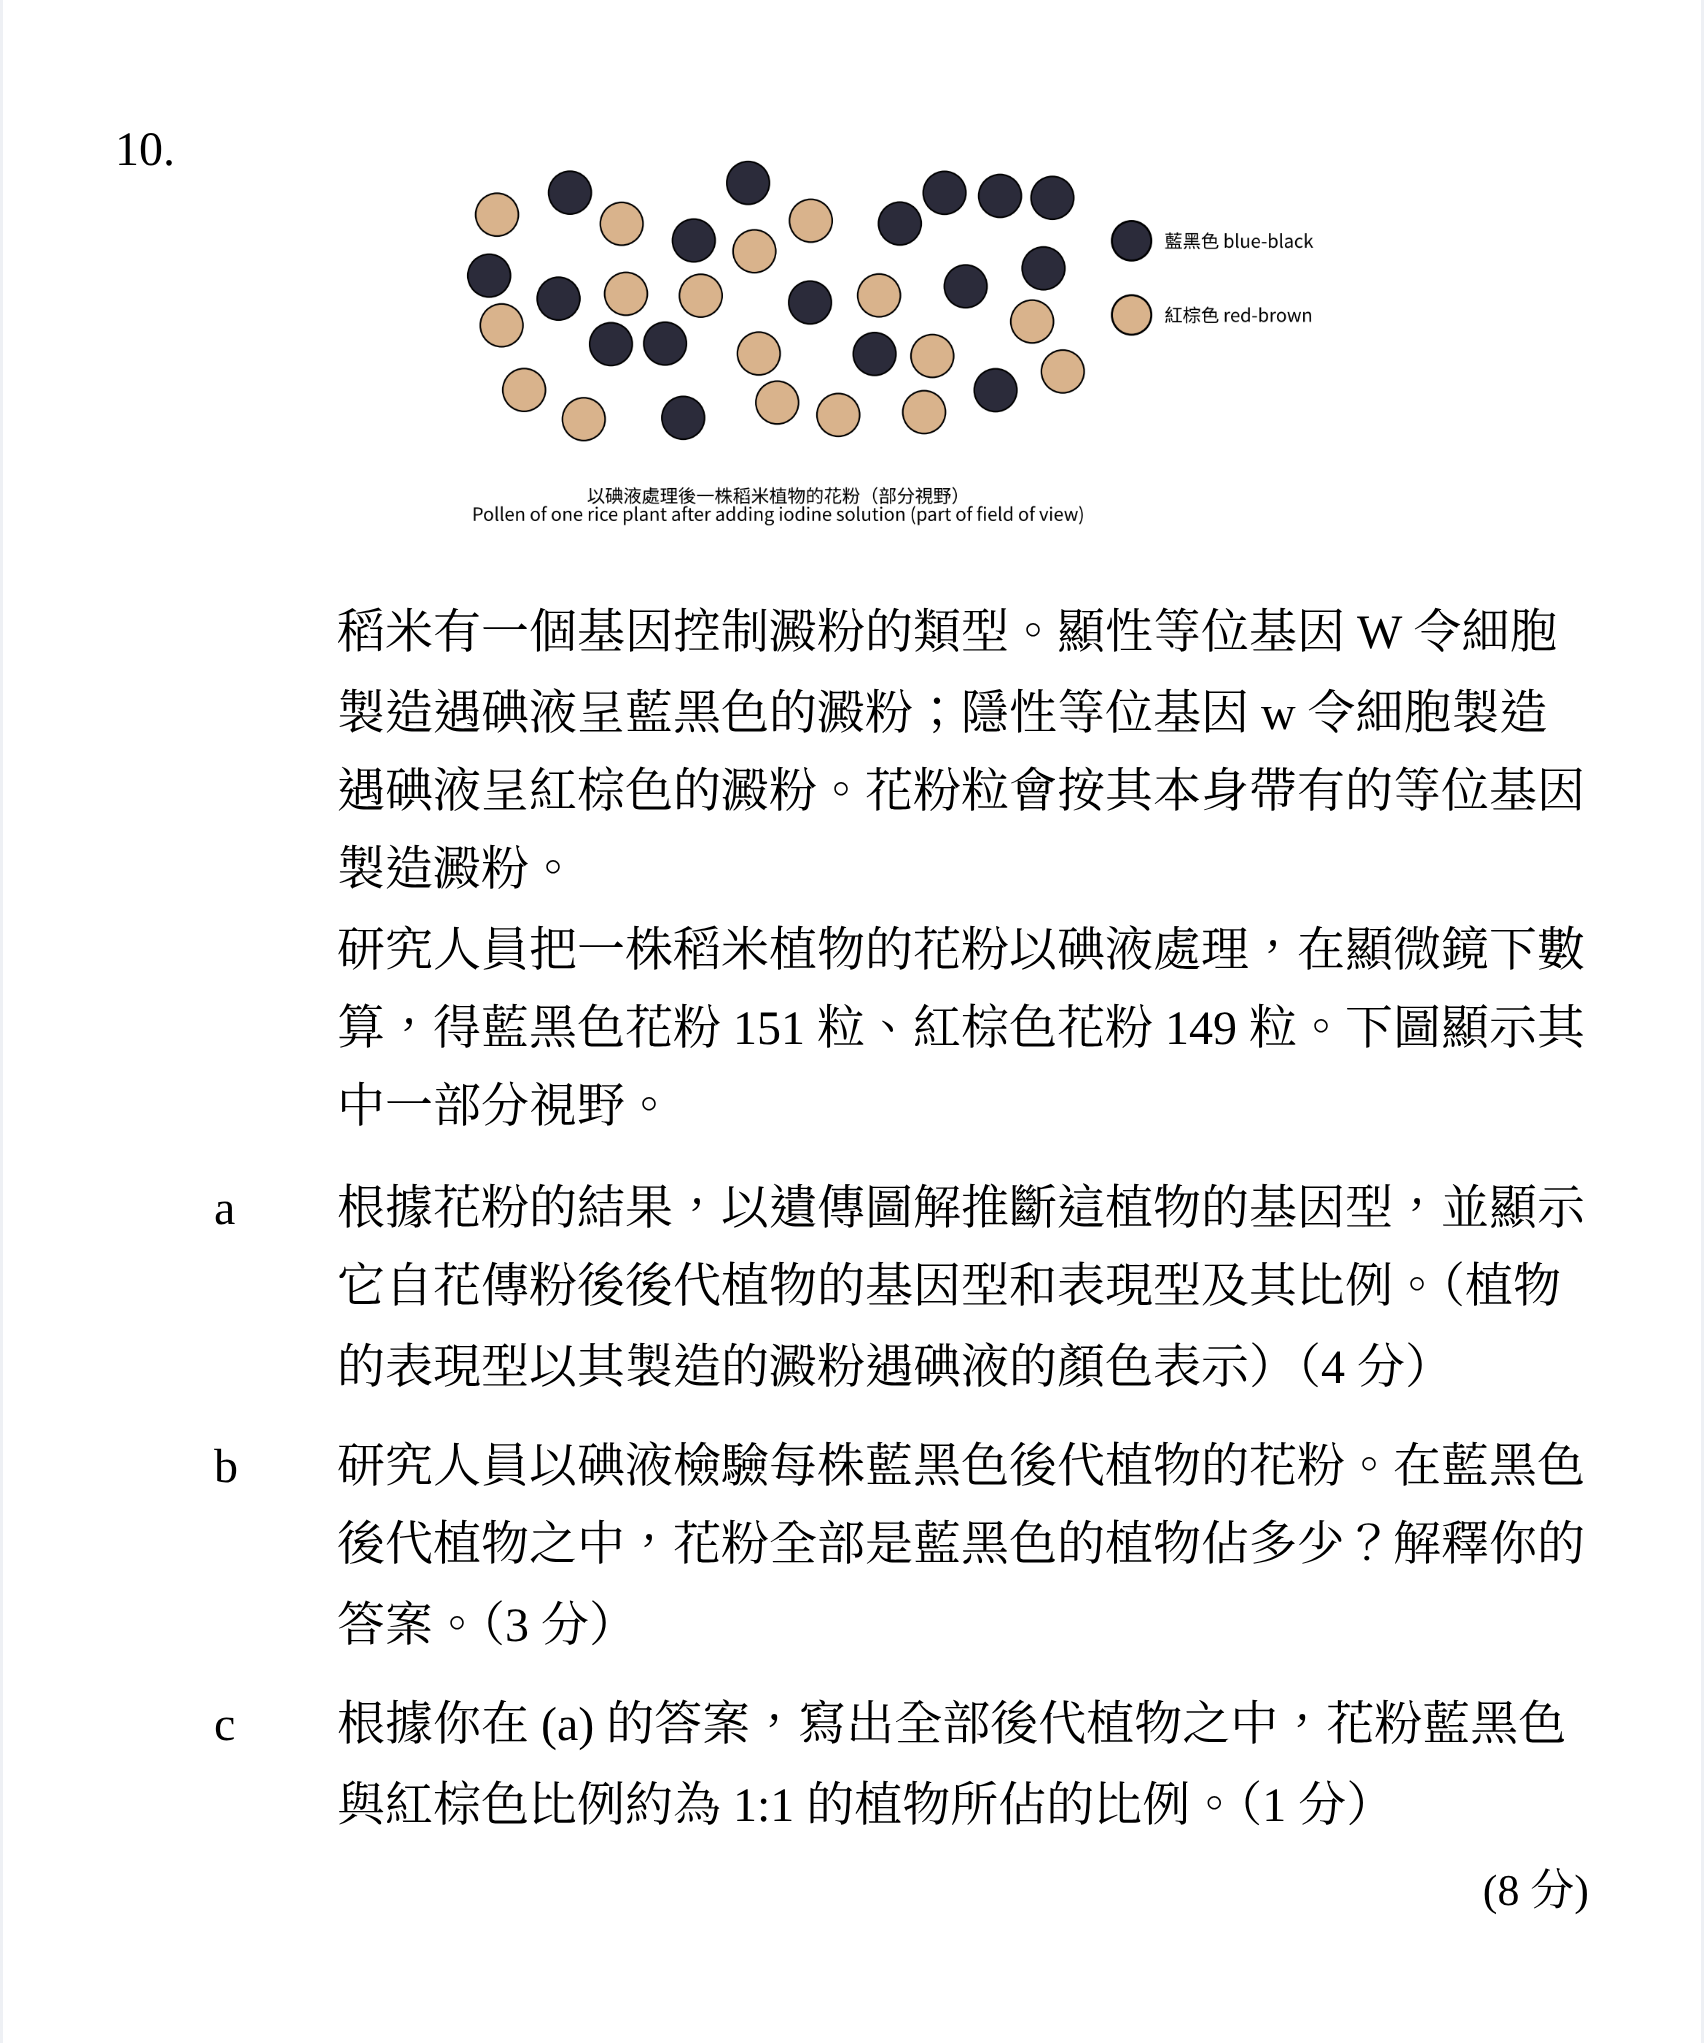 10.
藍黑色 blue-black
紅棕色 red-brown
以碘液處理後一株稻米植物的花粉（部分視野）
Pollen of one rice plant after adding iodine solution (part of field of view)
稻米有一個基因控制澱粉的類型。顯性等位基因 W 令細胞
製造遇碘液呈藍黑色的澱粉；隱性等位基因 w 令細胞製造
遇碘液呈紅棕色的澱粉。花粉粒會按其本身帶有的等位基因
製造澱粉。
研究人員把一株稻米植物的花粉以碘液處理，在顯微鏡下數
算，得藍黑色花粉 151 粒、紅棕色花粉 149 粒。下圖顯示其
中一部分視野。
a 根據花粉的結果，以遺傳圖解推斷這植物的基因型，並顯示
它自花傳粉後後代植物的基因型和表現型及其比例。（植物
的表現型以其製造的澱粉遇碘液的顏色表示）（4 分）
b 研究人員以碘液檢驗每株藍黑色後代植物的花粉。在藍黑色
後代植物之中，花粉全部是藍黑色的植物佔多少？解釋你的
答案。（3 分）
c 根據你在 (a) 的答案，寫出全部後代植物之中，花粉藍黑色
與紅棕色比例約為 1:1 的植物所佔的比例。（1 分）
(8 分)